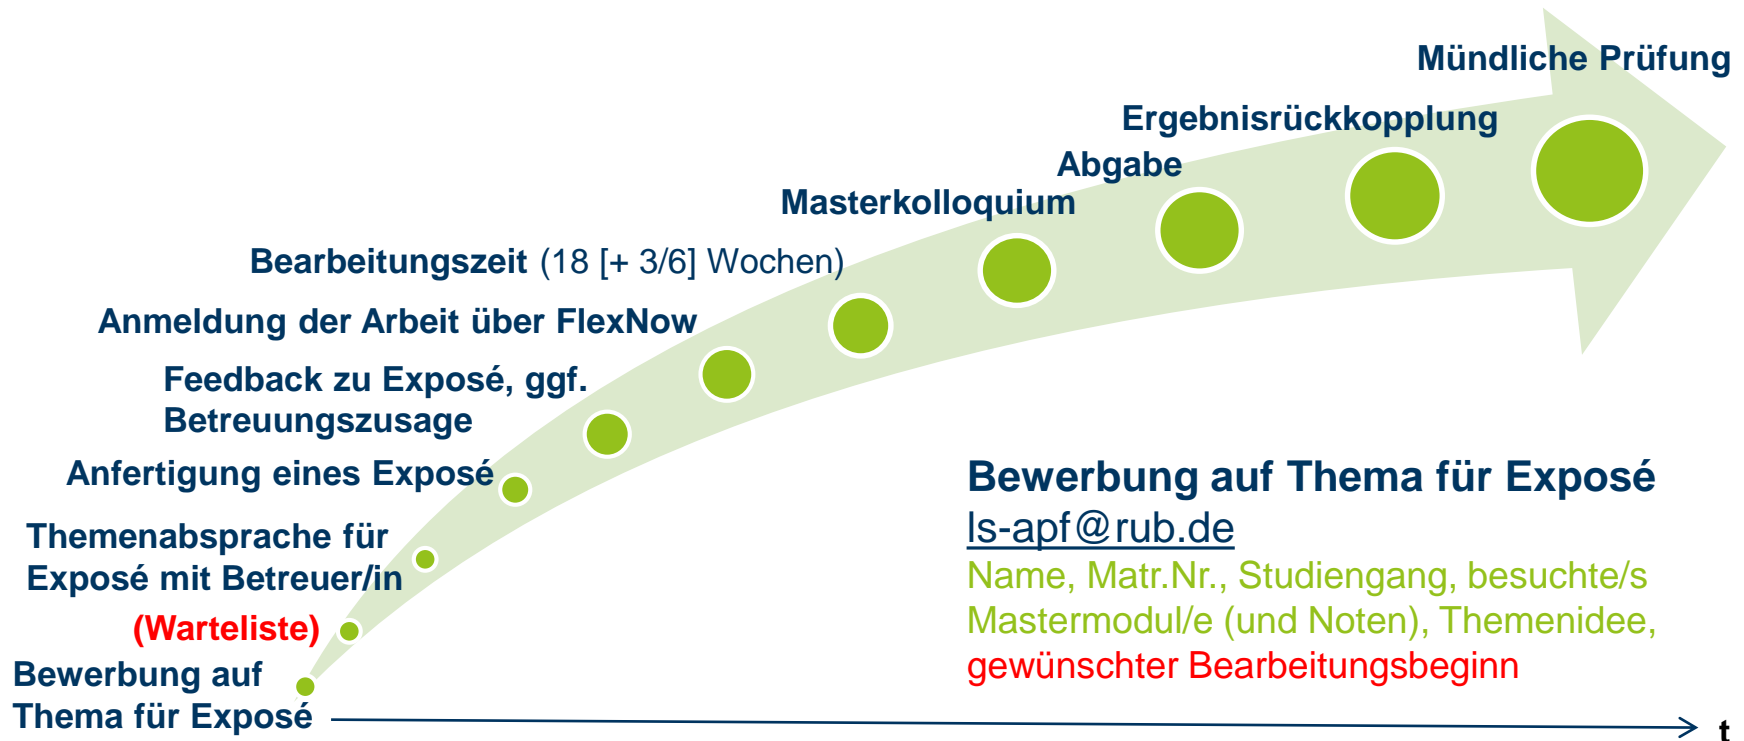 Mündliche Prüfung
Ergebnisrückkopplung
Abgabe
Masterkolloquium
Bearbeitungszeit (18 [+ 3/6] Wochen)
Anmeldung der Arbeit über FlexNow
Feedback zu Exposé, ggf.
Betreuungszusage
Anfertigung eines Exposé
Themenabsprache für
Exposé mit Betreuer/in
(Warteliste)
Bewerbung auf
Thema für Exposé
Bewerbung auf Thema für Exposé
ls-apf@rub.de
Name, Matr.Nr., Studiengang, besuchte/s
Mastermodul/e (und Noten), Themenidee,
gewünschter Bearbeitungsbeginn
t